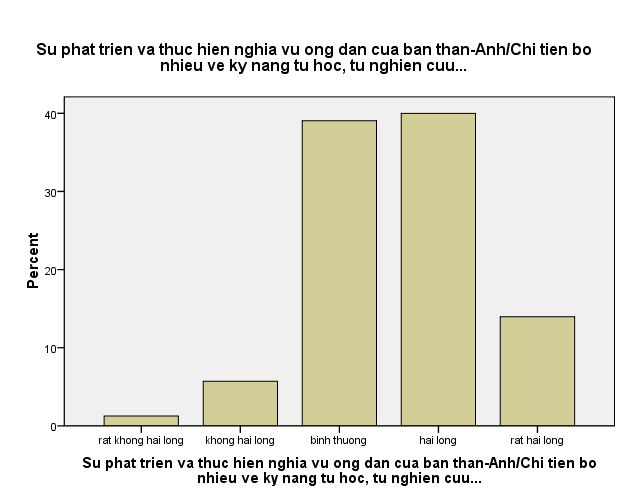 Su phat trien va thuc hien nghia vu ong dan cua ban than-Anh/Chi tien bo
nhieu ve ky nang tu hoc, tu nghien cuu...
40
30
20
10
0
Percent
rat khong hai long
khong hai long
binh thuong
hai long
rat hai long
Su phat trien va thuc hien nghia vu ong dan cua ban than-Anh/Chi tien bo
nhieu ve ky nang tu hoc, tu nghien cuu...